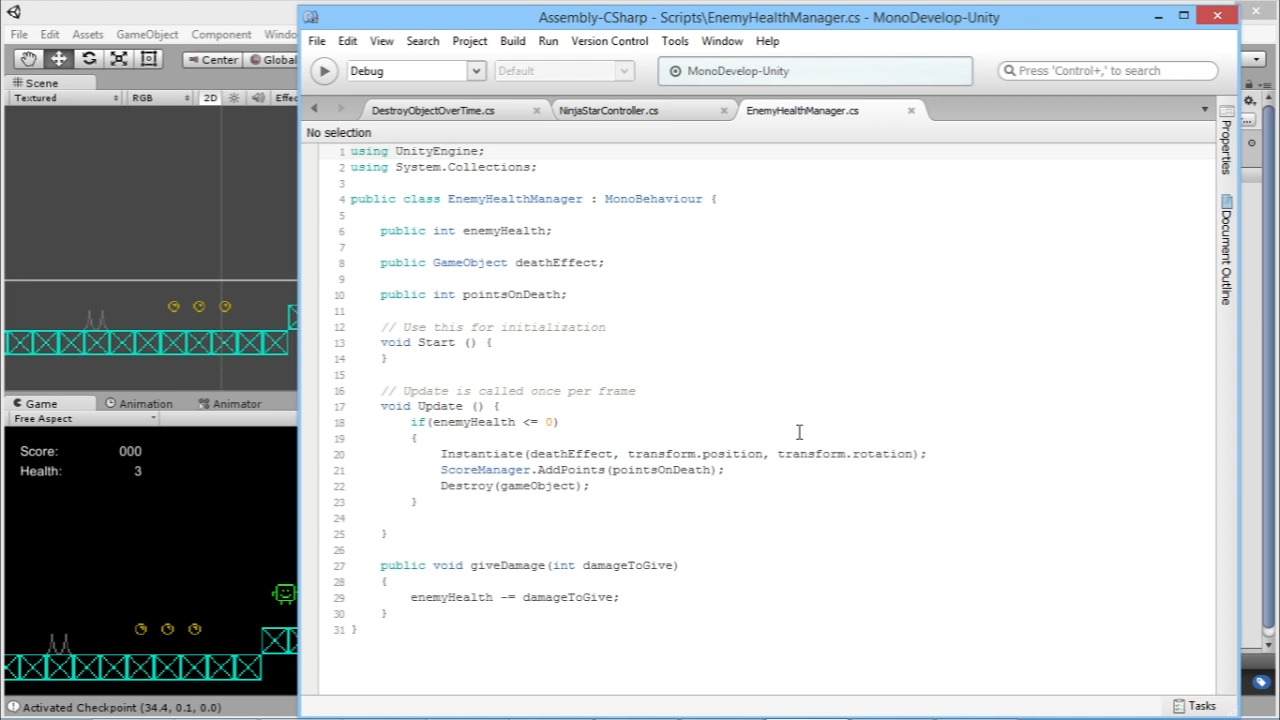 Assembly-CSharp - Scripts\EnemyHealthManager.cs - MonoDevelop-Unity
File Edit Assets GameObject Component Windo
File Edit View Search Project Build Run Version Control Tools Window Help
Center Global
Debug Default MonoDevelop-Unity Press 'Control+,' to search
Scene
Textured RGB 2D Effec
DestroyObjectOverTime.cs NinjaStarController.cs EnemyHealthManager.cs
No selection
Properties
Document Outline
1 using UnityEngine;
2 using System.Collections;
3
4 public class EnemyHealthManager : MonoBehaviour {
5
6 public int enemyHealth;
7
8 public GameObject deathEffect;
9
10 public int pointsOnDeath;
11
12 // Use this for initialization
13 void Start () {
14 }
15
16 // Update is called once per frame
17 void Update () {
18 if(enemyHealth <= 0)
19 {
20 Instantiate(deathEffect, transform.position, transform.rotation);
21 ScoreManager.AddPoints(pointsOnDeath);
22 Destroy(gameObject);
23 }
24
25 }
26
27 public void giveDamage(int damageToGive)
28 {
29 enemyHealth -= damageToGive;
30 }
31 }
Game Animation Animator
Free Aspect
Score: 000
Health: 3
Activated Checkpoint (34.4, 0.1, 0.0)
Tasks